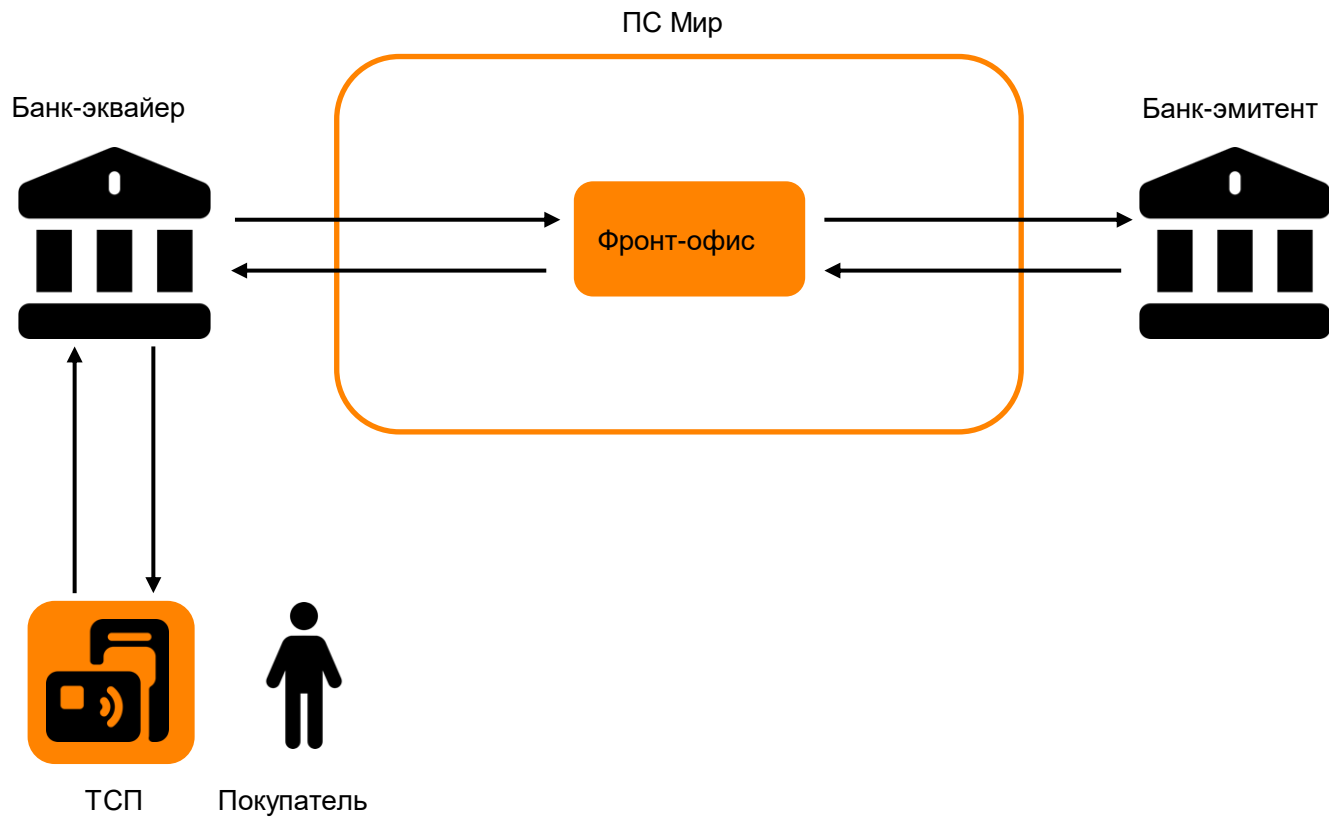 ПС Мир
Банк-эквайер
Банк-эмитент
Фронт-офис
ТСП
Покупатель